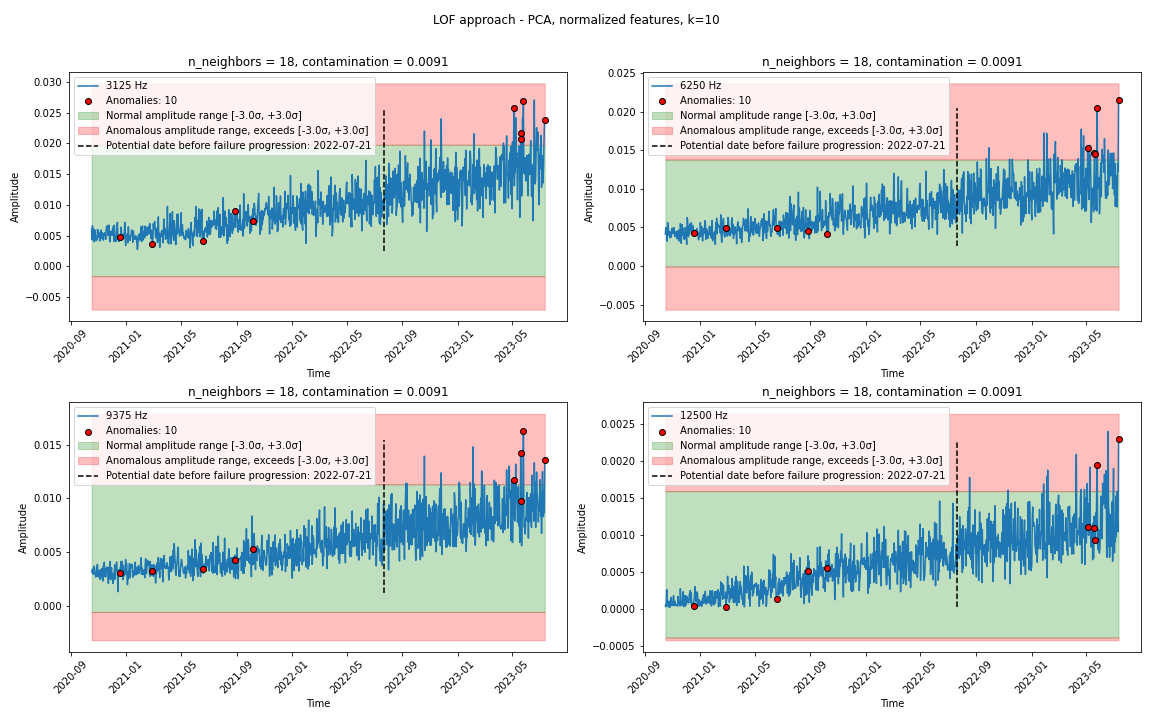 LOF approach - PCA, normalized features, k=10
n_neighbors = 18, contamination = 0.0091
3125 Hz
Anomalies: 10
Normal amplitude range [-3.0σ, +3.0σ]
Anomalous amplitude range, exceeds [-3.0σ, +3.0σ]
Potential date before failure progression: 2022-07-21
0.030
0.025
0.020
0.015
0.010
0.005
0.000
−0.005
Amplitude
2020-09
2021-01
2021-05
2021-09
2022-01
2022-05
2022-09
2023-01
2023-05
Time
n_neighbors = 18, contamination = 0.0091
6250 Hz
Anomalies: 10
Normal amplitude range [-3.0σ, +3.0σ]
Anomalous amplitude range, exceeds [-3.0σ, +3.0σ]
Potential date before failure progression: 2022-07-21
0.025
0.020
0.015
0.010
0.005
0.000
−0.005
Amplitude
2020-09
2021-01
2021-05
2021-09
2022-01
2022-05
2022-09
2023-01
2023-05
Time
n_neighbors = 18, contamination = 0.0091
9375 Hz
Anomalies: 10
Normal amplitude range [-3.0σ, +3.0σ]
Anomalous amplitude range, exceeds [-3.0σ, +3.0σ]
Potential date before failure progression: 2022-07-21
0.015
0.010
0.005
0.000
Amplitude
2020-09
2021-01
2021-05
2021-09
2022-01
2022-05
2022-09
2023-01
2023-05
Time
n_neighbors = 18, contamination = 0.0091
12500 Hz
Anomalies: 10
Normal amplitude range [-3.0σ, +3.0σ]
Anomalous amplitude range, exceeds [-3.0σ, +3.0σ]
Potential date before failure progression: 2022-07-21
0.0025
0.0020
0.0015
0.0010
0.0005
0.0000
−0.0005
Amplitude
2020-09
2021-01
2021-05
2021-09
2022-01
2022-05
2022-09
2023-01
2023-05
Time